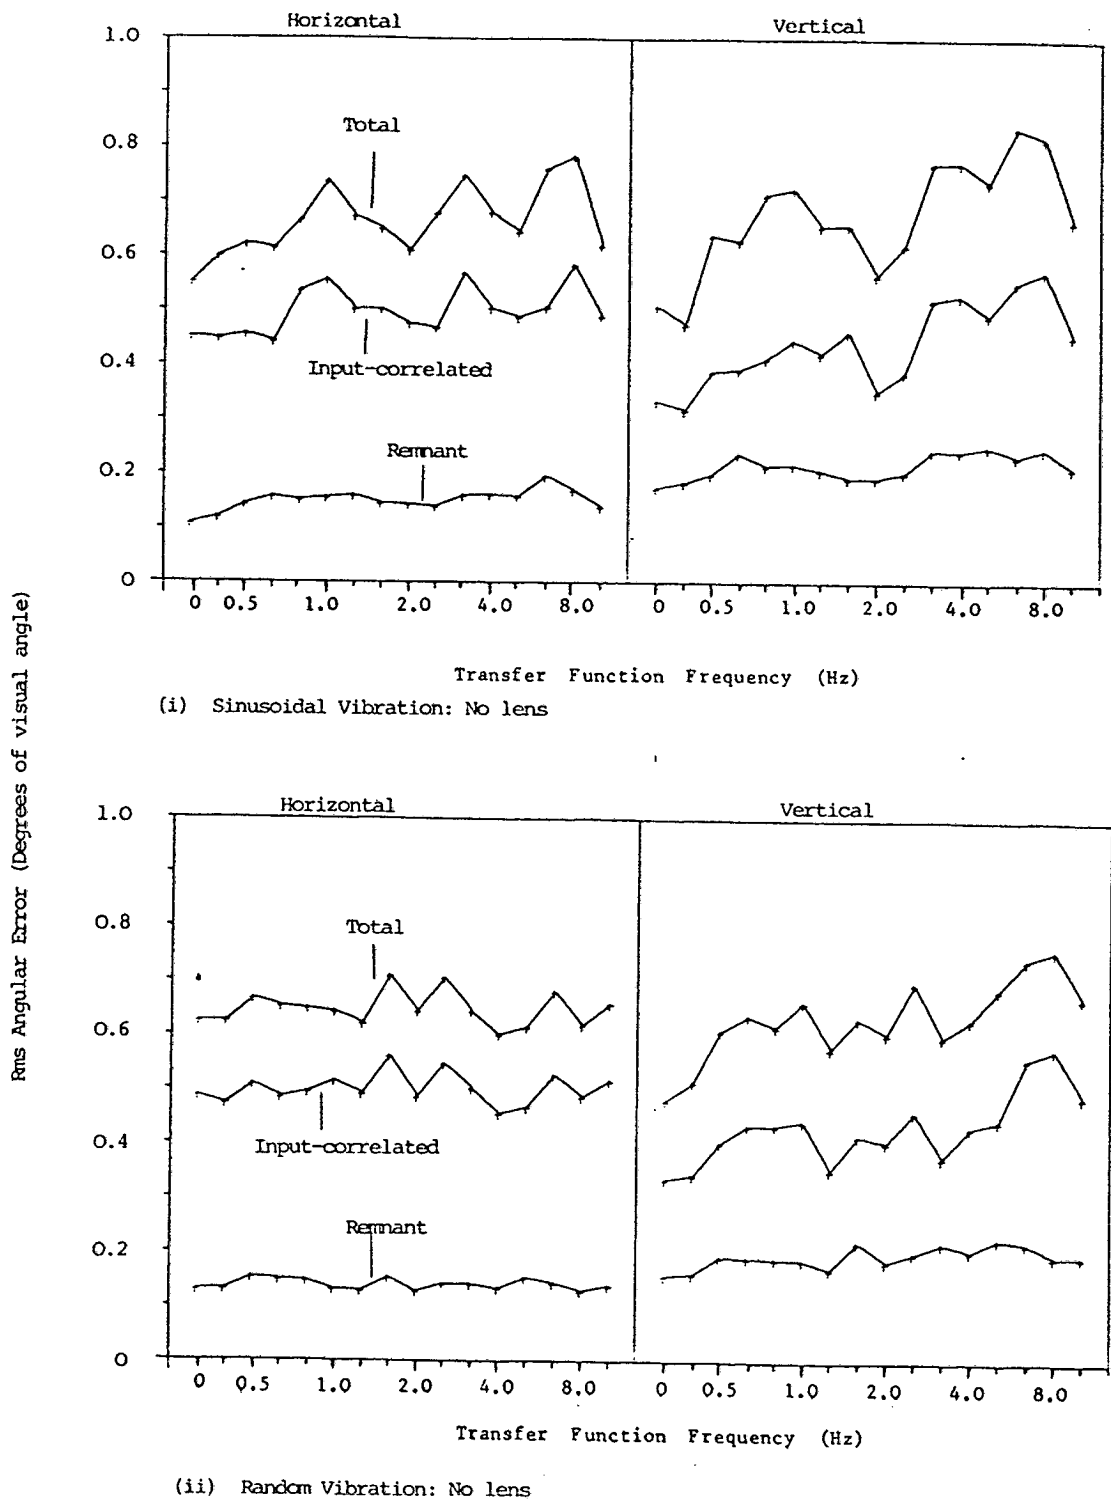 Horizontal
Vertical
1.0
0.8
0.6
0.4
0.2
0
Total
Input-correlated
Remnant
0 0.5 1.0 2.0 4.0 8.0
0 0.5 1.0 2.0 4.0 8.0
Transfer Function Frequency (Hz)
(i) Sinusoidal Vibration: No lens
Rms Angular Error (Degrees of visual angle)
Horizontal
Vertical
1.0
0.8
0.6
0.4
0.2
0
Total
Input-correlated
Remnant
0 0.5 1.0 2.0 4.0 8.0
0 0.5 1.0 2.0 4.0 8.0
Transfer Function Frequency (Hz)
(ii) Random Vibration: No lens